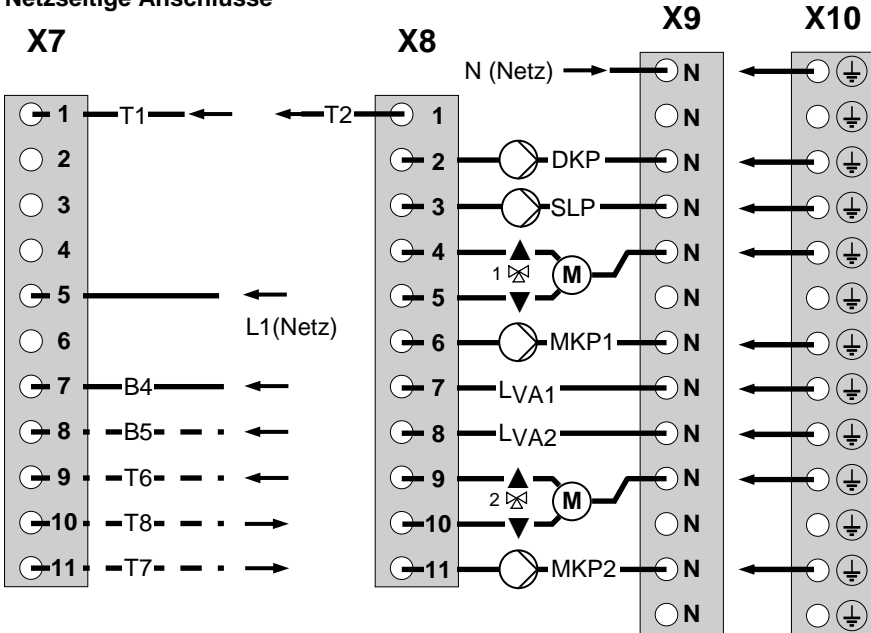 Netzseitige Anschlüsse
X7
X8
X9
X10
N (Netz)
N
1 T1
T2 1
N
2
2 DKP N
3
3 SLP N
4
4 1 M N
5
5 N
L1(Netz)
6
6 MKP1 N
7 B4
7 LVA1 N
8 B5
8 LVA2 N
9 T6
9 2 M N
10 T8
10 N
11 T7
11 MKP2 N
N